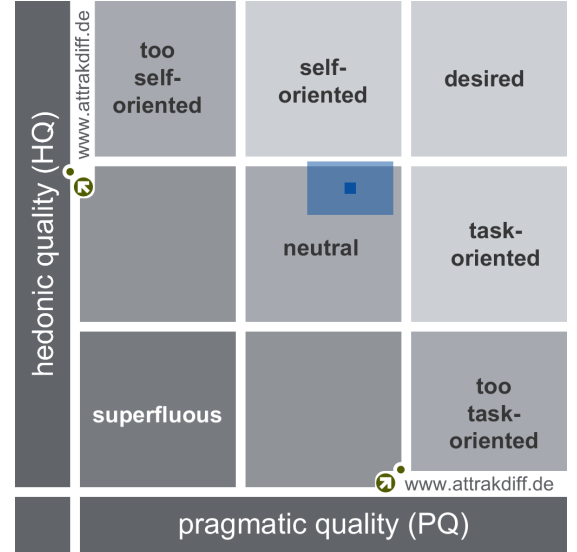 hedonic quality (HQ)
www.attrakdiff.de
too
self-
oriented
self-
oriented
desired
neutral
task-
oriented
superfluous
too
task-
oriented
www.attrakdiff.de
pragmatic quality (PQ)